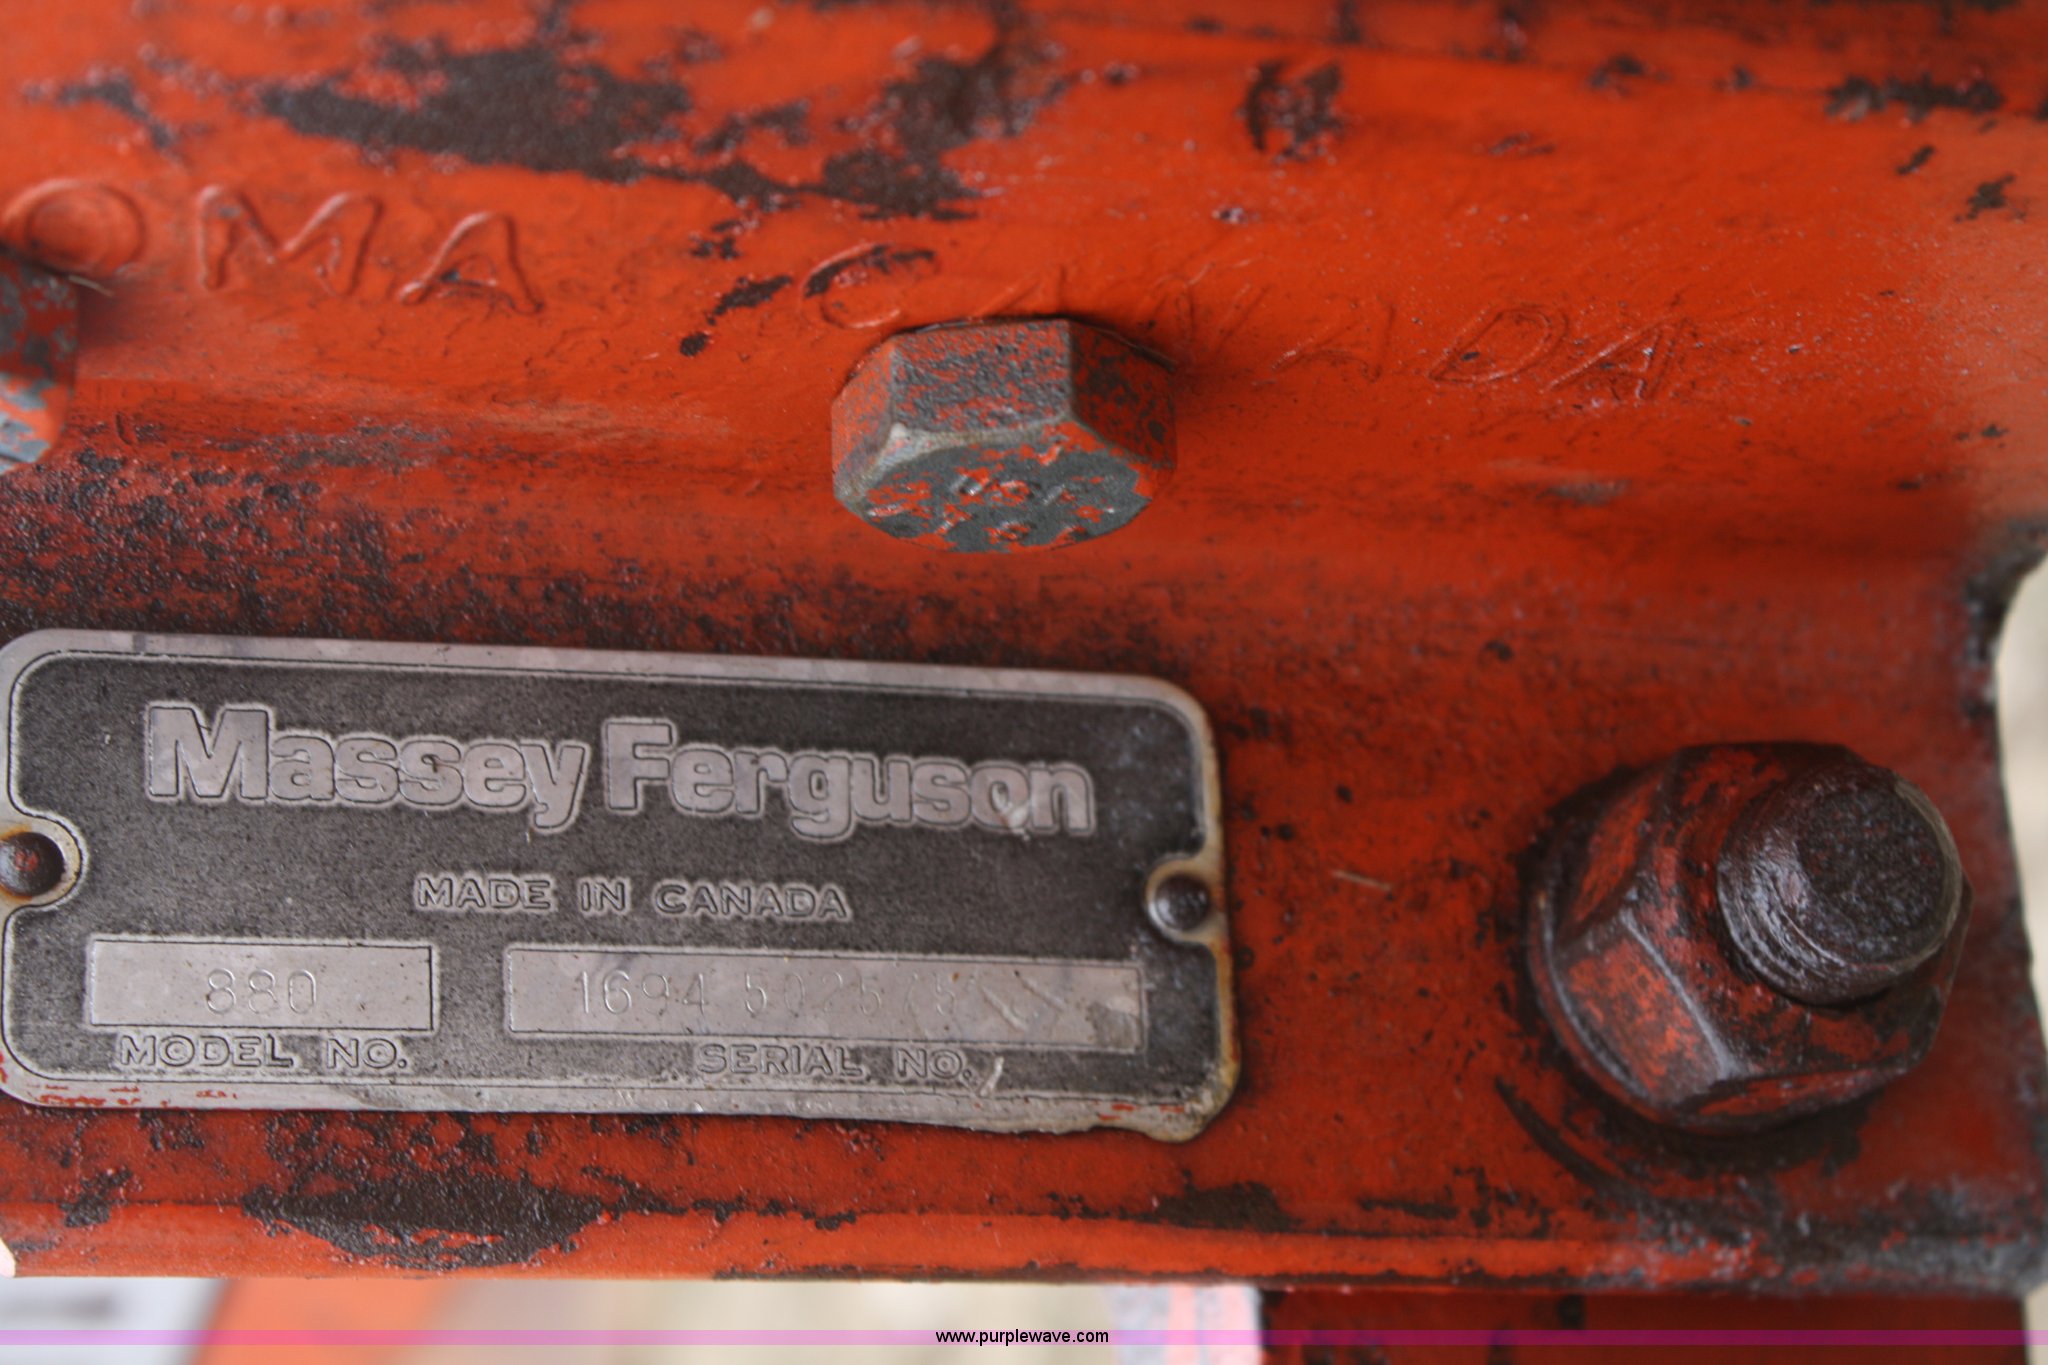 OMA CANADA
Massey Ferguson
MADE IN CANADA
880
MODEL NO.
SERIAL NO.
www.purplewave.com